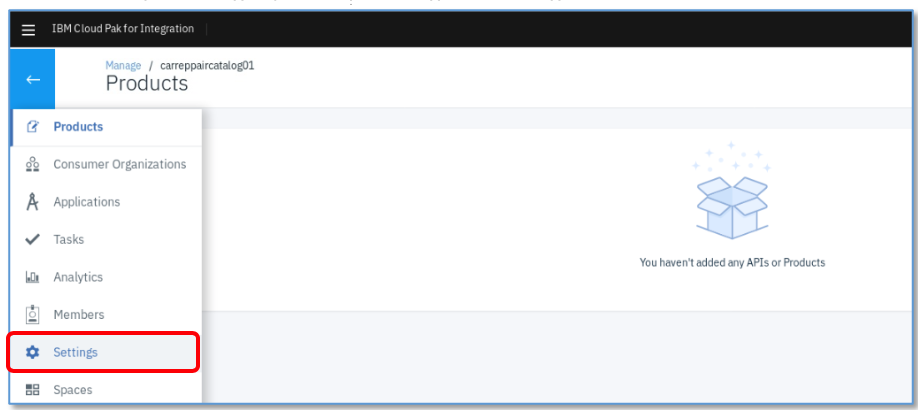 IBM Cloud Pak for Integration
Manage / carreppaircatalog01
Products
Products
Consumer Organizations
Applications
Tasks
Analytics
Members
Settings
Spaces
You haven't added any APIs or Products